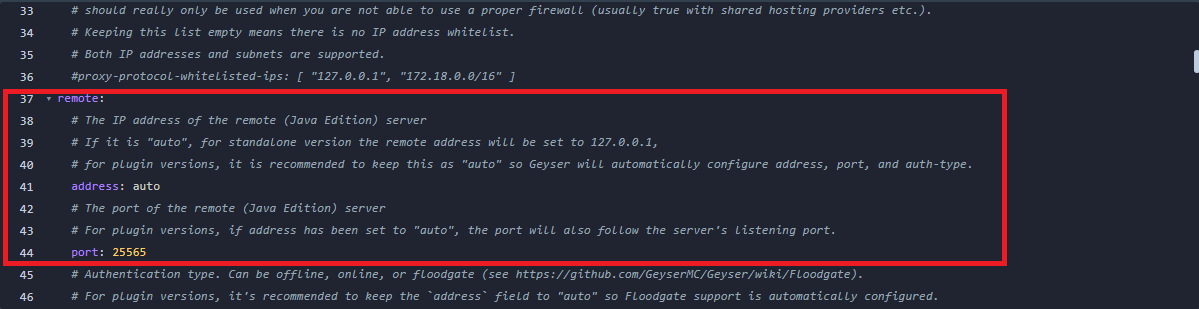 33 # should really only be used when you are not able to use a proper firewall (usually true with shared hosting providers etc.).
34 # Keeping this list empty means there is no IP address whitelist.
35 # Both IP addresses and subnets are supported.
36 #proxy-protocol-whitelisted-ips: [ "127.0.0.1", "172.18.0.0/16" ]
37 ▾ remote:
38 # The IP address of the remote (Java Edition) server
39 # If it is "auto", for standalone version the remote address will be set to 127.0.0.1,
40 # for plugin versions, it is recommended to keep this as "auto" so Geyser will automatically configure address, port, and auth-type.
41 address: auto
42 # The port of the remote (Java Edition) server
43 # For plugin versions, if address has been set to "auto", the port will also follow the server's listening port.
44 port: 25565
45 # Authentication type. Can be offline, online, or floodgate (see https://github.com/GeyserMC/Geyser/wiki/Floodgate).
46 # For plugin versions, it's recommended to keep the `address` field to "auto" so Floodgate support is automatically configured.